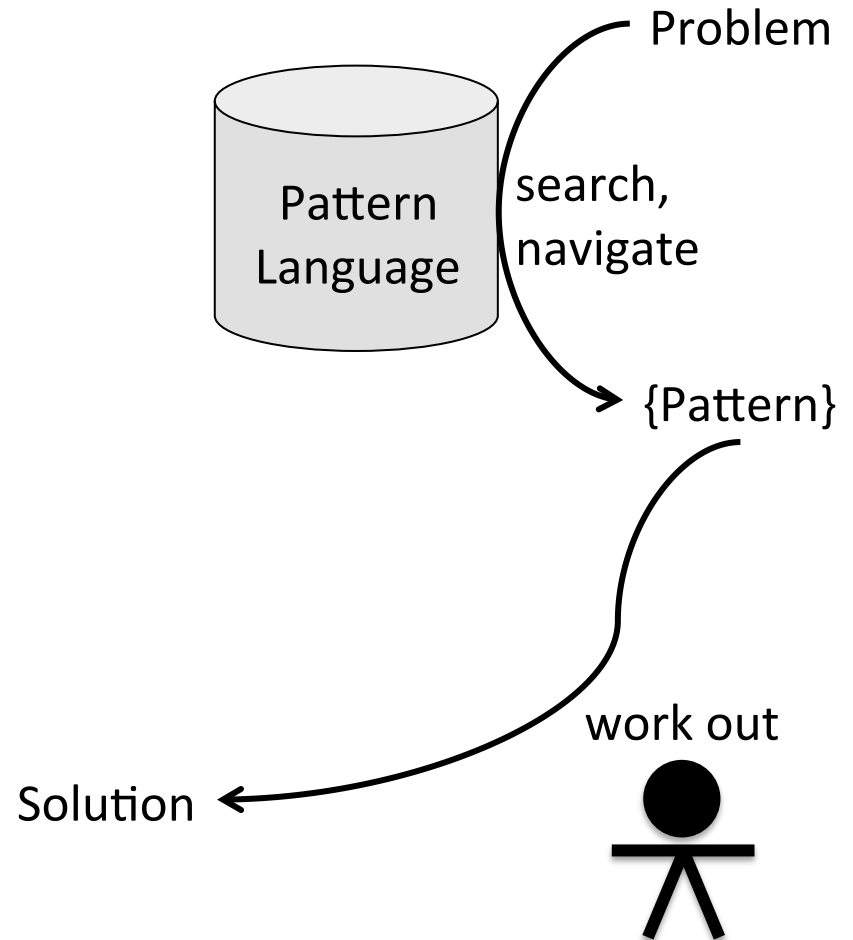 Problem
Pattern
Language
search,
navigate
{Pattern}
work out
Solution